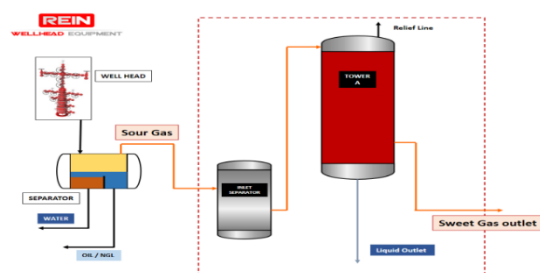 REIN
WELLHEAD EQUIPMENT
WELL HEAD
Relief Line
TOWER
A
Sour Gas
INLET
SEPARATOR
SEPARATOR
WATER
OIL / NGL
Sweet Gas outlet
Liquid Outlet